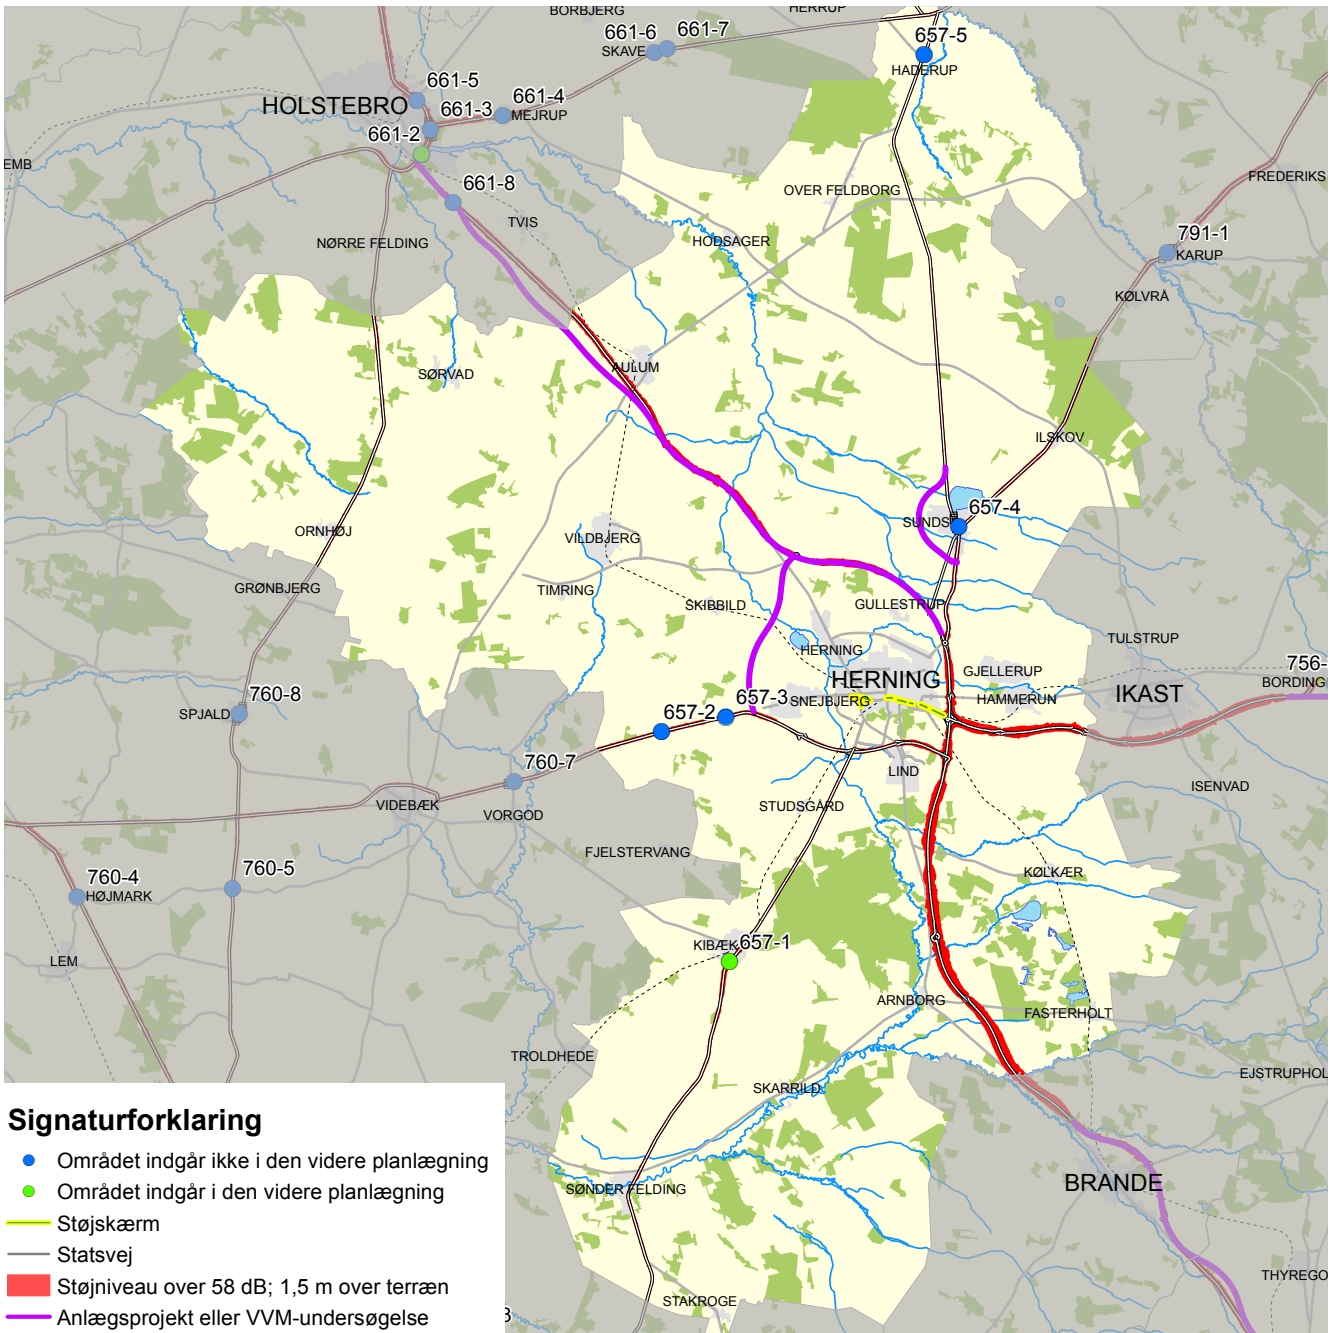 BORBJERG
HERRUP
661-6
661-7
SKAVE
657-5
HADERUP
661-5
HOLSTEBRO
661-3
661-4
MEJRUP
661-2
EMB
FREDERIKS
661-8
OVER FELDBORG
TVIS
NØRRE FELDING
HODSAGER
791-1
KARUP
KØLVRÅ
SØRVAD
AULUM
ILSKOV
657-4
SUNDS
ORNHØJ
VILDBJERG
GRØNBJERG
TIMRING
SKIBBILD
GULLESTRUP
TULSTRUP
HERNING
756-
GJELLERUP
HERNING
BORDING
IKAST
760-8
SPJALD
657-3
SNEJBJERG
HAMMERUN
657-2
760-7
LIND
ISENVAD
VIDEBÆK
VORGOD
STUDSGÅRD
FJELSTERVANG
KØLKÆR
760-4
HØJMARK
760-5
KIBÆK
657-1
LEM
ARNBORG
FASTERHOLT
TROLDHEDE
SKARRILD
EJSTRUPHOL
BRANDE
SØNDER FELDING
THYREGO
STAKROGE
3
Signaturforklaring
Området indgår ikke i den videre planlægning
Området indgår i den videre planlægning
Støjskærm
Statsvej
Støjniveau over 58 dB; 1,5 m over terræn
Anlægsprojekt eller VVM-undersøgelse